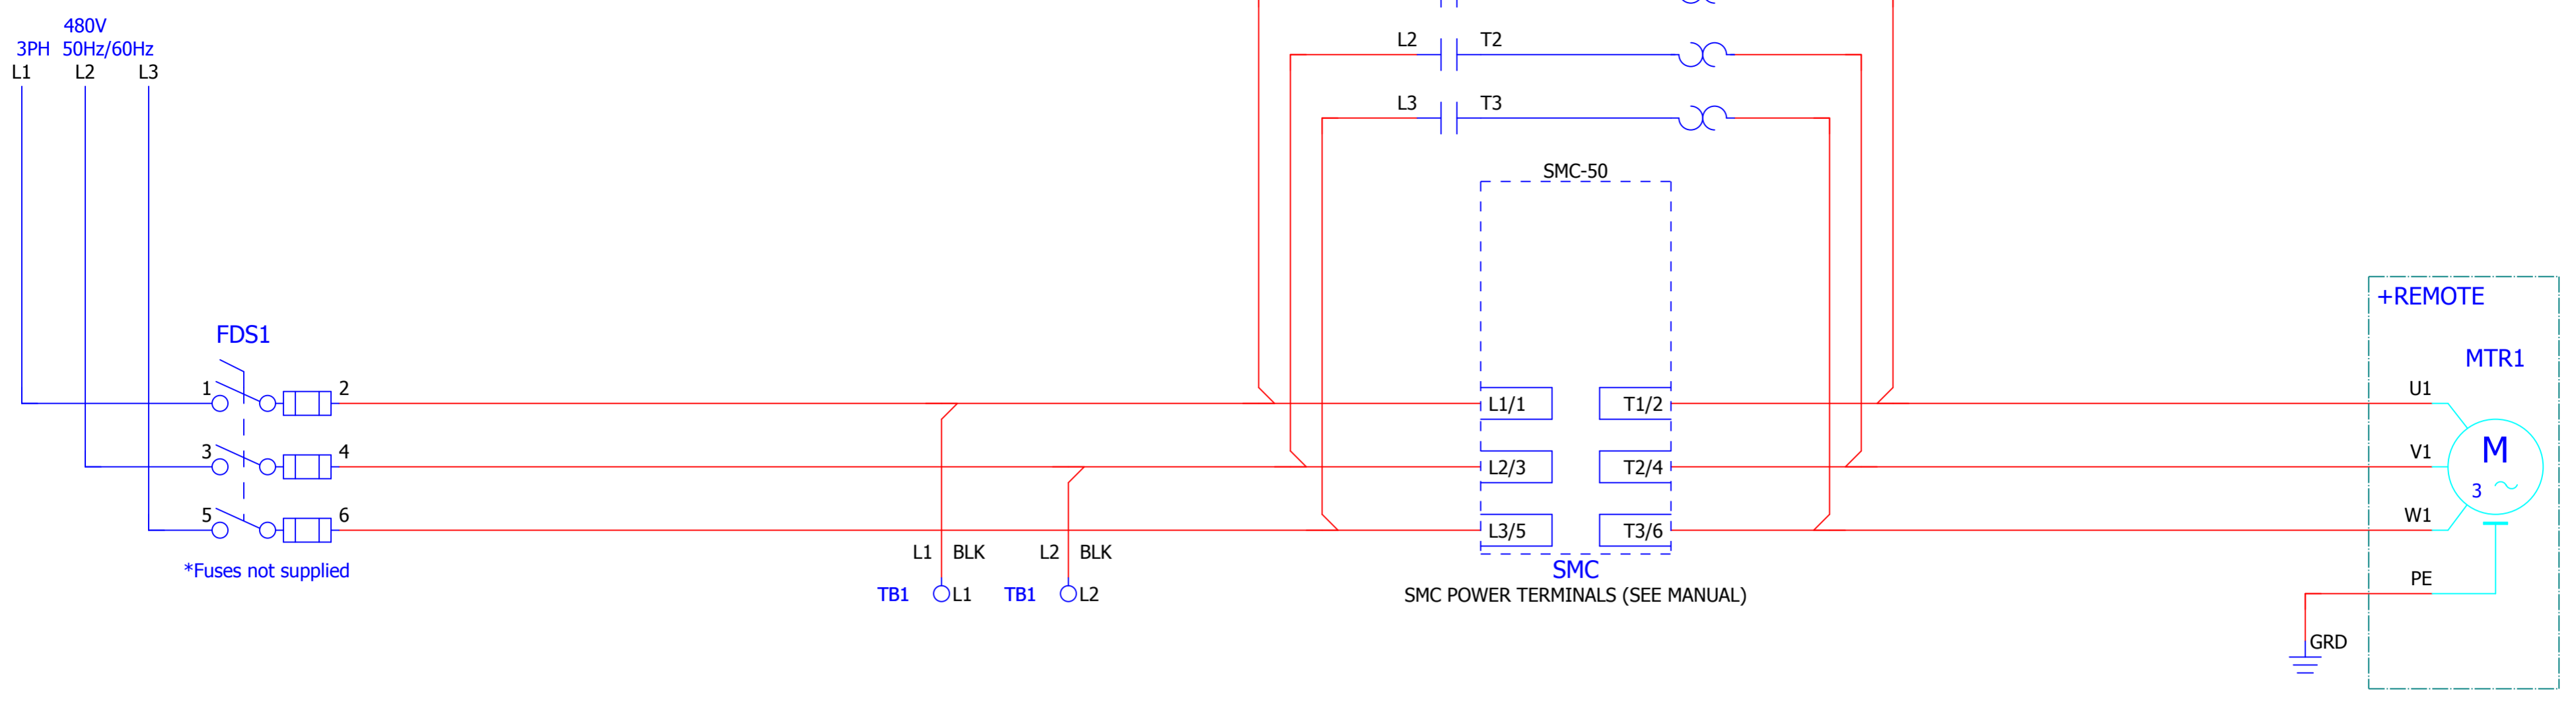 480V
3PH 50Hz/60Hz
L1 L2 L3
L2 T2
L3 T3
SMC-50
+REMOTE
FDS1
MTR1
1 2 L1/1 T1/2 U1
3 4 L2/3 T2/4 V1 M
3
5 6 L3/5 T3/6 W1
L1 BLK L2 BLK
*Fuses not supplied
SMC
PE
TB1 L1 TB1 L2
SMC POWER TERMINALS (SEE MANUAL)
GRD